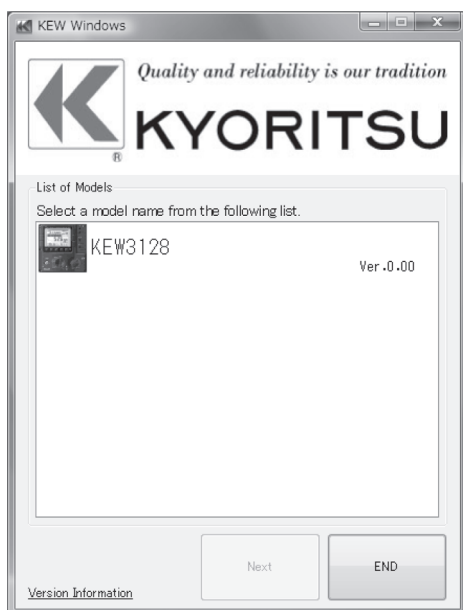 KEW Windows
Quality and reliability is our tradition
KYORITSU
®
List of Models
Select a model name from the following list.
KEW3128
Ver.0.00
Next
END
Version Information